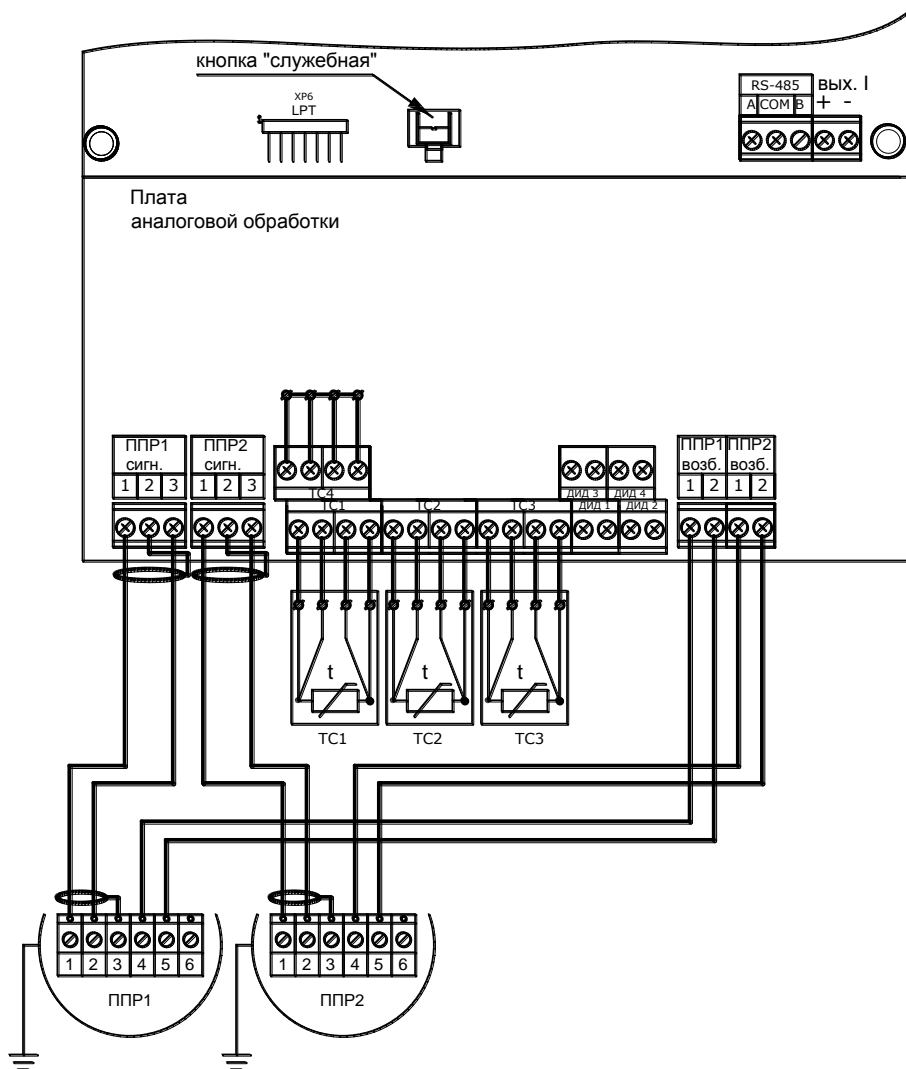 кнопка "служебная"
XP6
LPT
RS-485 вых. I
A COM B + -
Плата
аналоговой обработки
ППР1 ППР2
сигн. сигн.
1 2 3 1 2 3
ТС4
ДИД 3 ДИД 4
ППР1 ППР2
возб. возб.
1 2 1 2
ТС1 ТС2 ТС3 ДИД 1 ДИД 2
t t t
ТС1 ТС2 ТС3
1 2 3 4 5 6
ППР1
1 2 3 4 5 6
ППР2